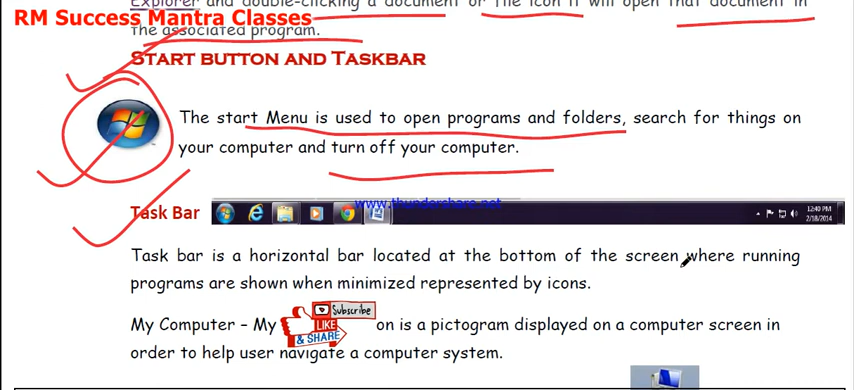 Explorer and double-clicking a document or the icon it will open that document in
RM Success Mantra Classes
the associated program.
START BUTTON AND TASKBAR
The start Menu is used to open programs and folders, search for things on
your computer and turn off your computer.
www.thundershare.net
Task Bar
12:40 PM
2/18/2014
Task bar is a horizontal bar located at the bottom of the screen where running
programs are shown when minimized represented by icons.
My Computer – My on is a pictogram displayed on a computer screen in
Subscribe
LIKE
& SHARE
order to help user navigate a computer system.